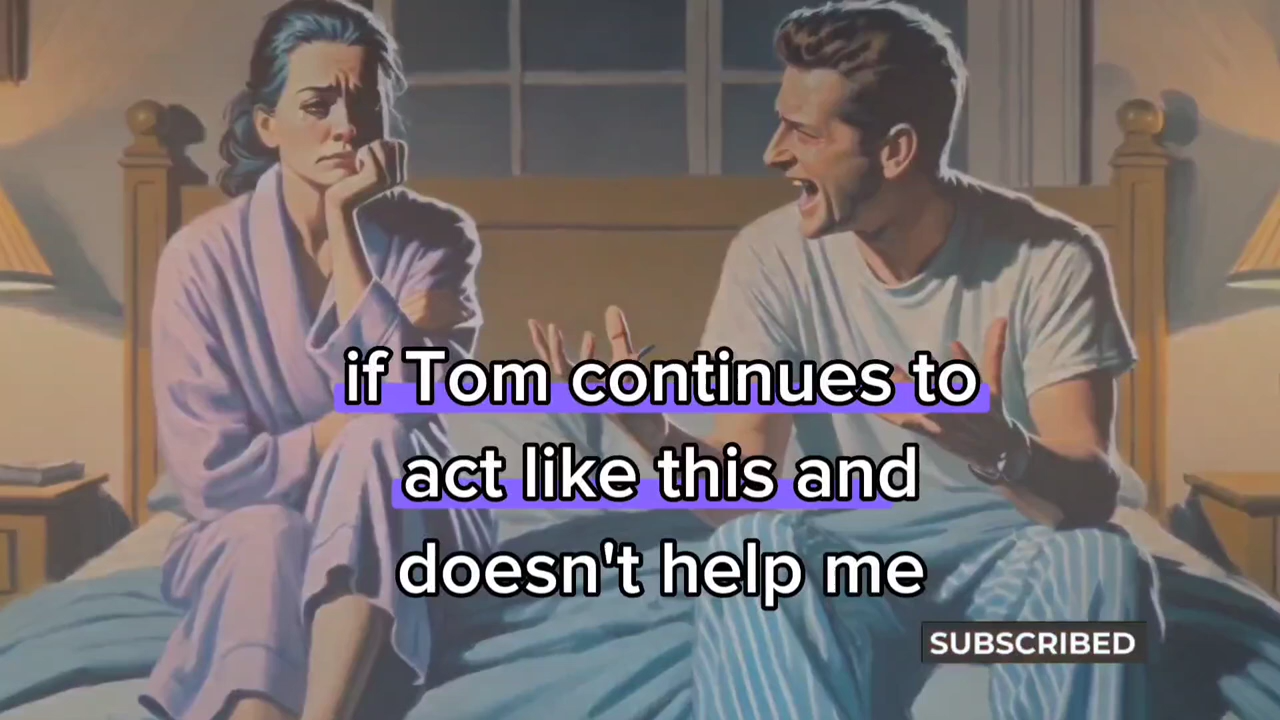 if Tom continues to
act like this and
doesn't help me
SUBSCRIBED